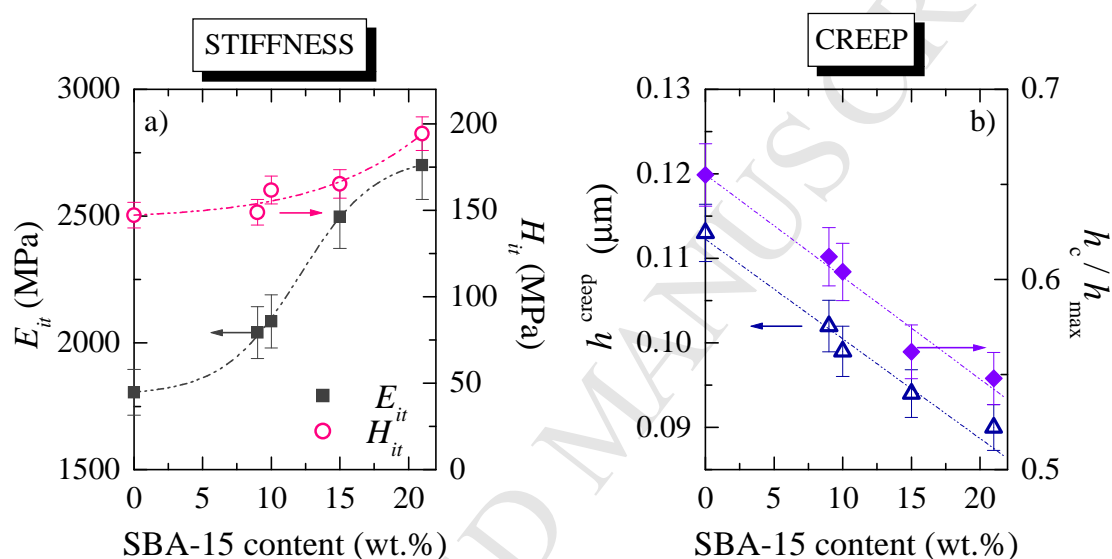 STIFFNESS
CREEP
a)
b)
3000
2500
2000
1500
E_it (MPa)
200
150
100
50
0
H_it (MPa)
E_it
H_it
0 5 10 15 20
SBA-15 content (wt.%)
0.13
0.12
0.11
0.10
0.09
h^creep (µm)
0.7
0.6
0.5
h_c / h_max
0 5 10 15 20
SBA-15 content (wt.%)
D MANUSCR